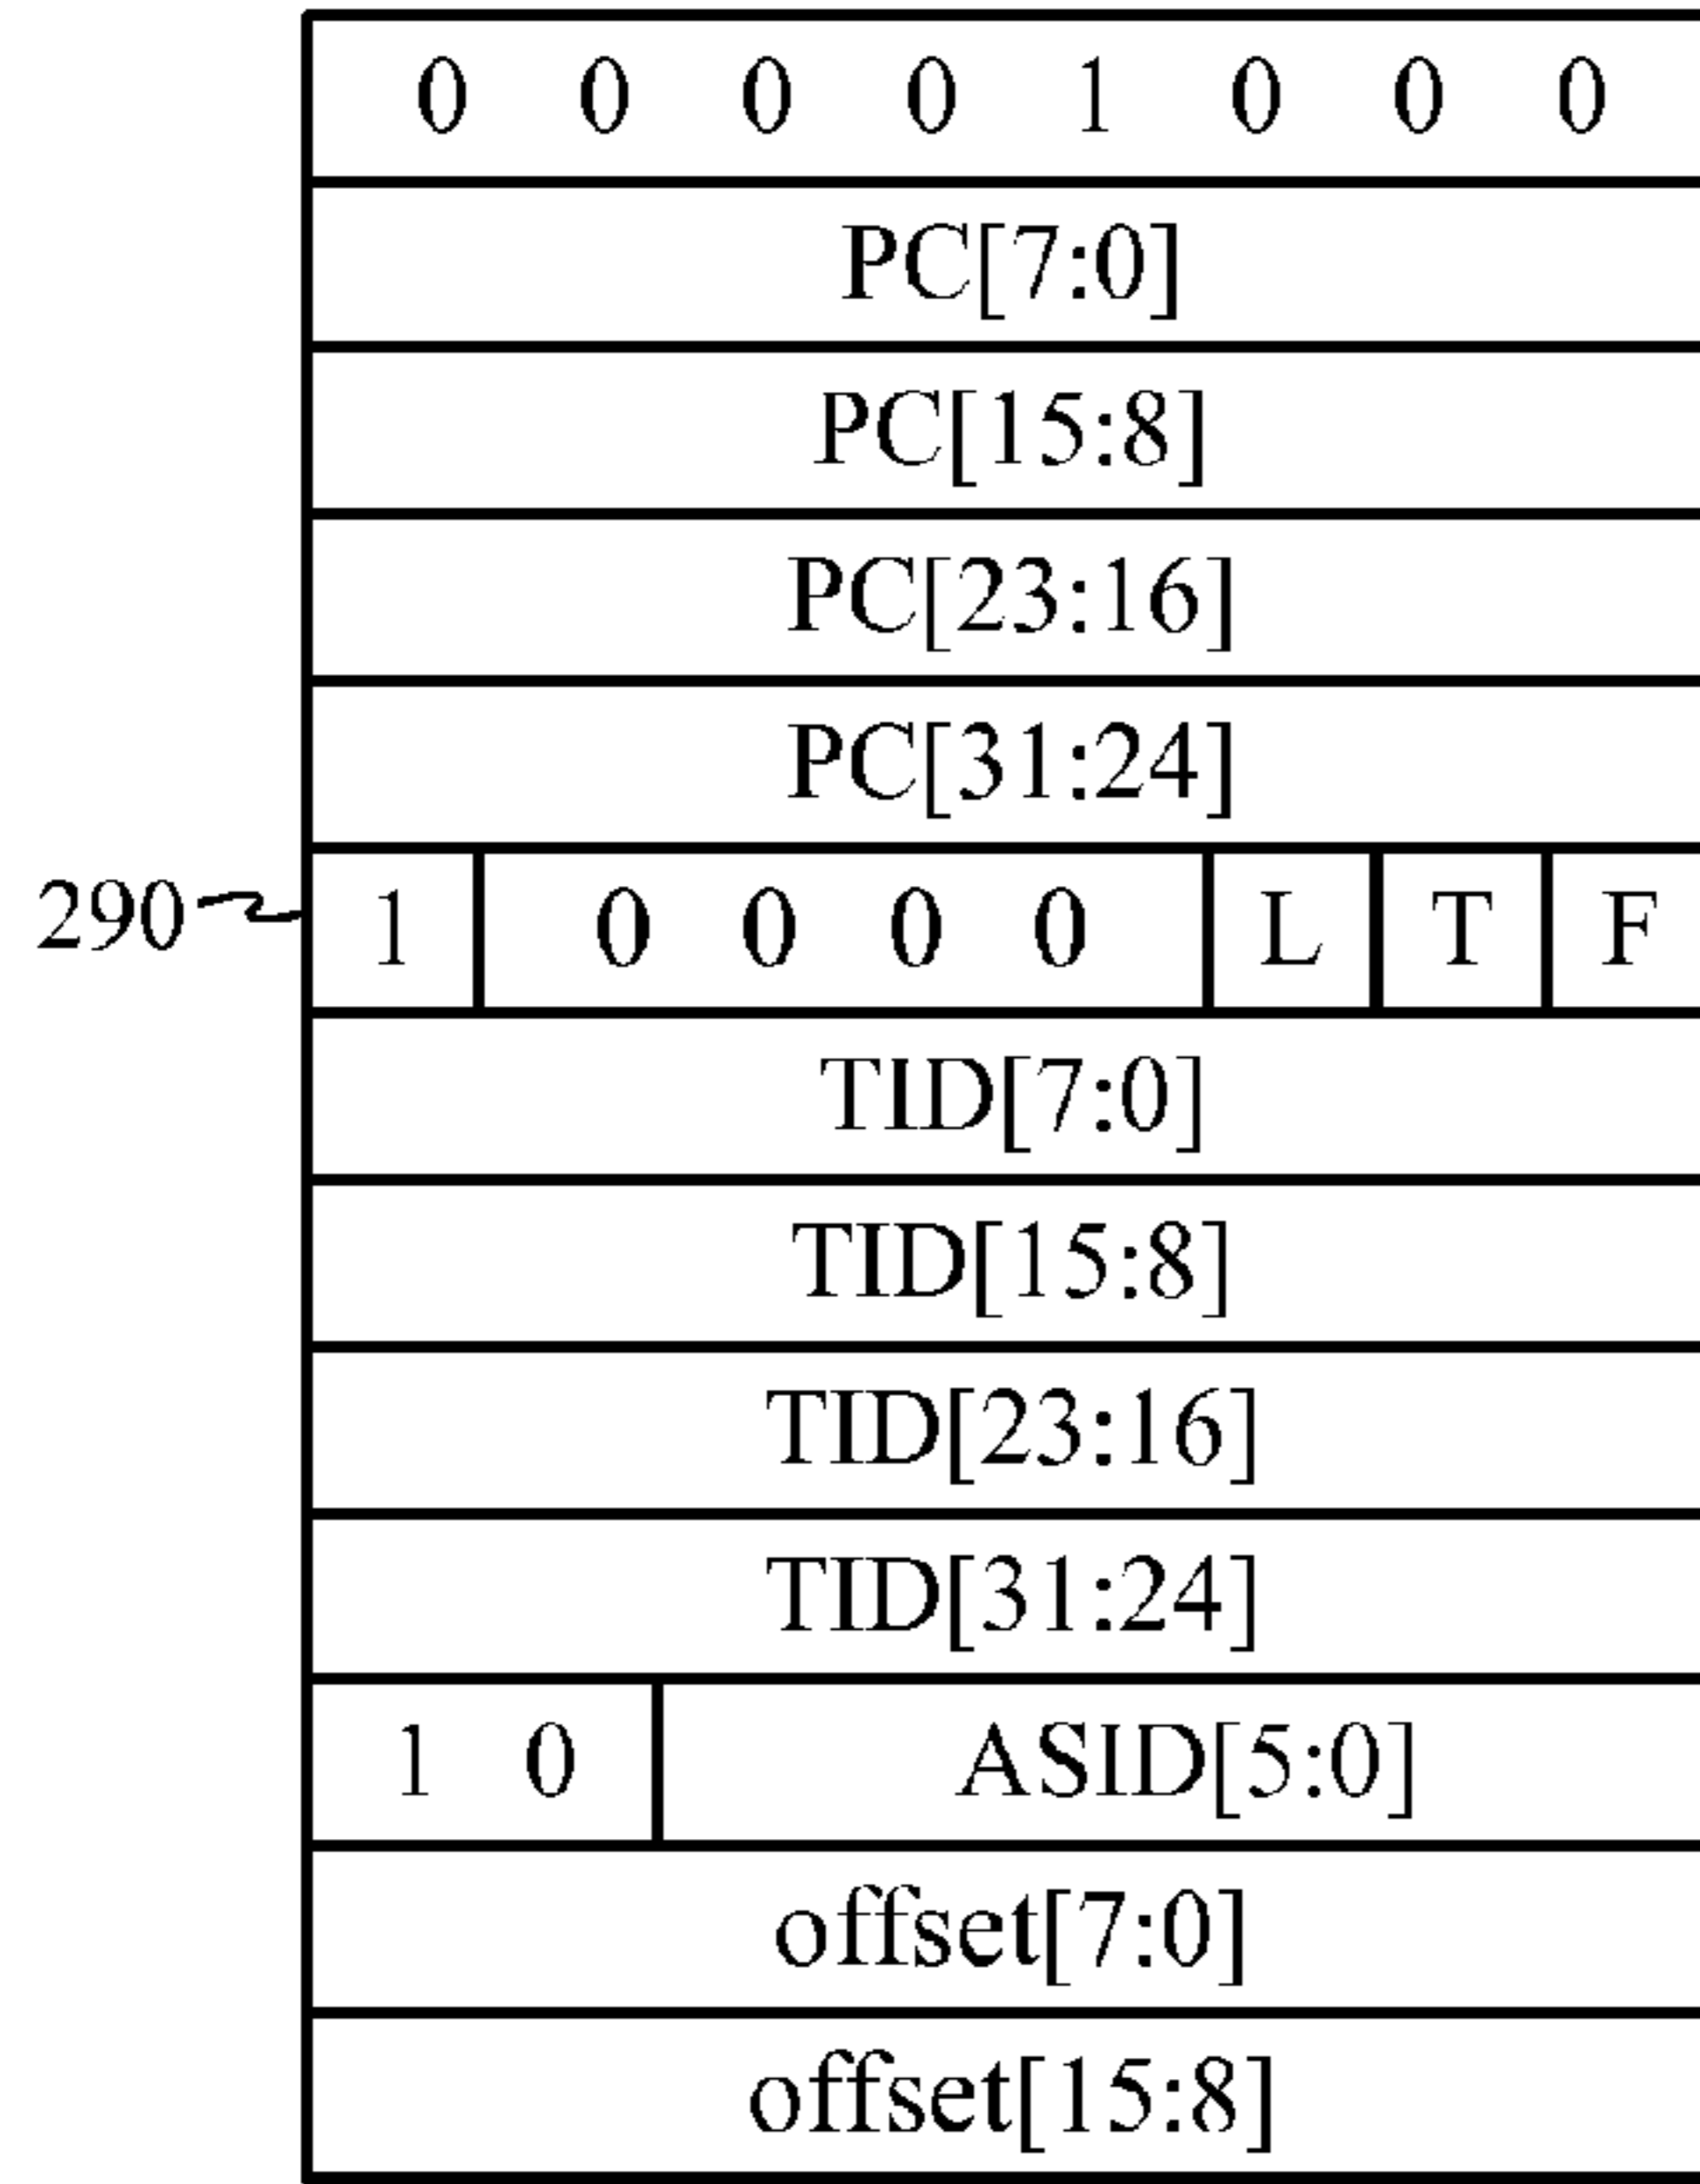 0 0 0 0 1 0 0 0
PC[7:0]
PC[15:8]
PC[23:16]
PC[31:24]
290 1 0 0 0 0 L T F
TID[7:0]
TID[15:8]
TID[23:16]
TID[31:24]
1 0 ASID[5:0]
offset[7:0]
offset[15:8]